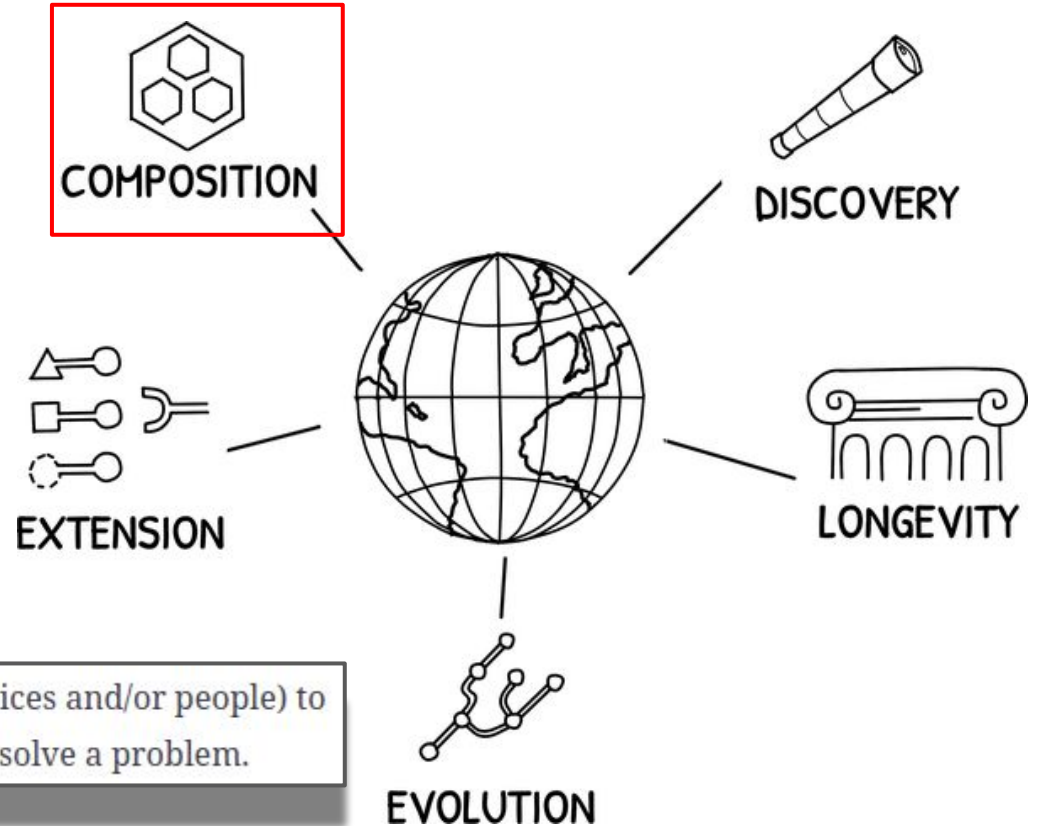 COMPOSITION
DISCOVERY
EXTENSION
LONGEVITY
ices and/or people) to
solve a problem.
EVOLUTION